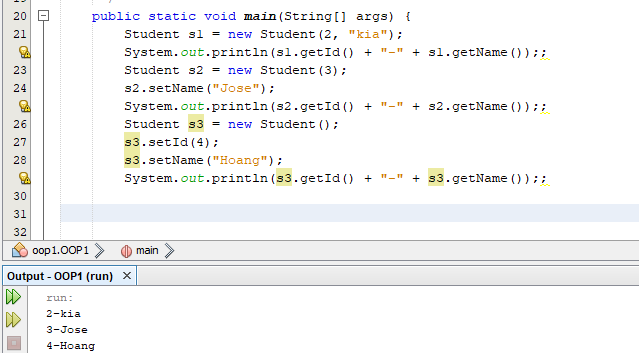 20 public static void main(String[] args) {
21 Student s1 = new Student(2, "kia");
System.out.println(s1.getId() + "-" + s1.getName());;
23 Student s2 = new Student(3);
24 s2.setName("Jose");
System.out.println(s2.getId() + "-" + s2.getName());;
26 Student s3 = new Student();
27 s3.setId(4);
28 s3.setName("Hoang");
System.out.println(s3.getId() + "-" + s3.getName());;
30
31
32
oop1.OOP1 main
Output - OOP1 (run)
run:
2-kia
3-Jose
4-Hoang